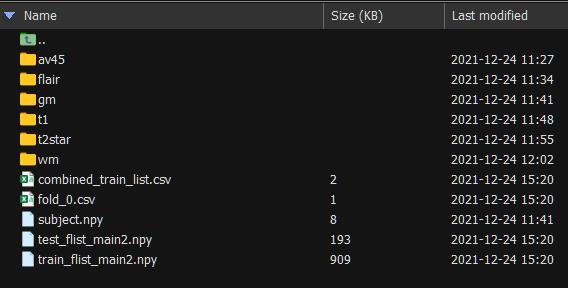 Name Size (KB) Last modified
..
av45 2021-12-24 11:27
flair 2021-12-24 11:34
gm 2021-12-24 11:41
t1 2021-12-24 11:48
t2star 2021-12-24 11:55
wm 2021-12-24 12:02
combined_train_list.csv 2 2021-12-24 15:20
fold_0.csv 1 2021-12-24 15:20
subject.npy 8 2021-12-24 11:41
test_flist_main2.npy 193 2021-12-24 15:20
train_flist_main2.npy 909 2021-12-24 15:20